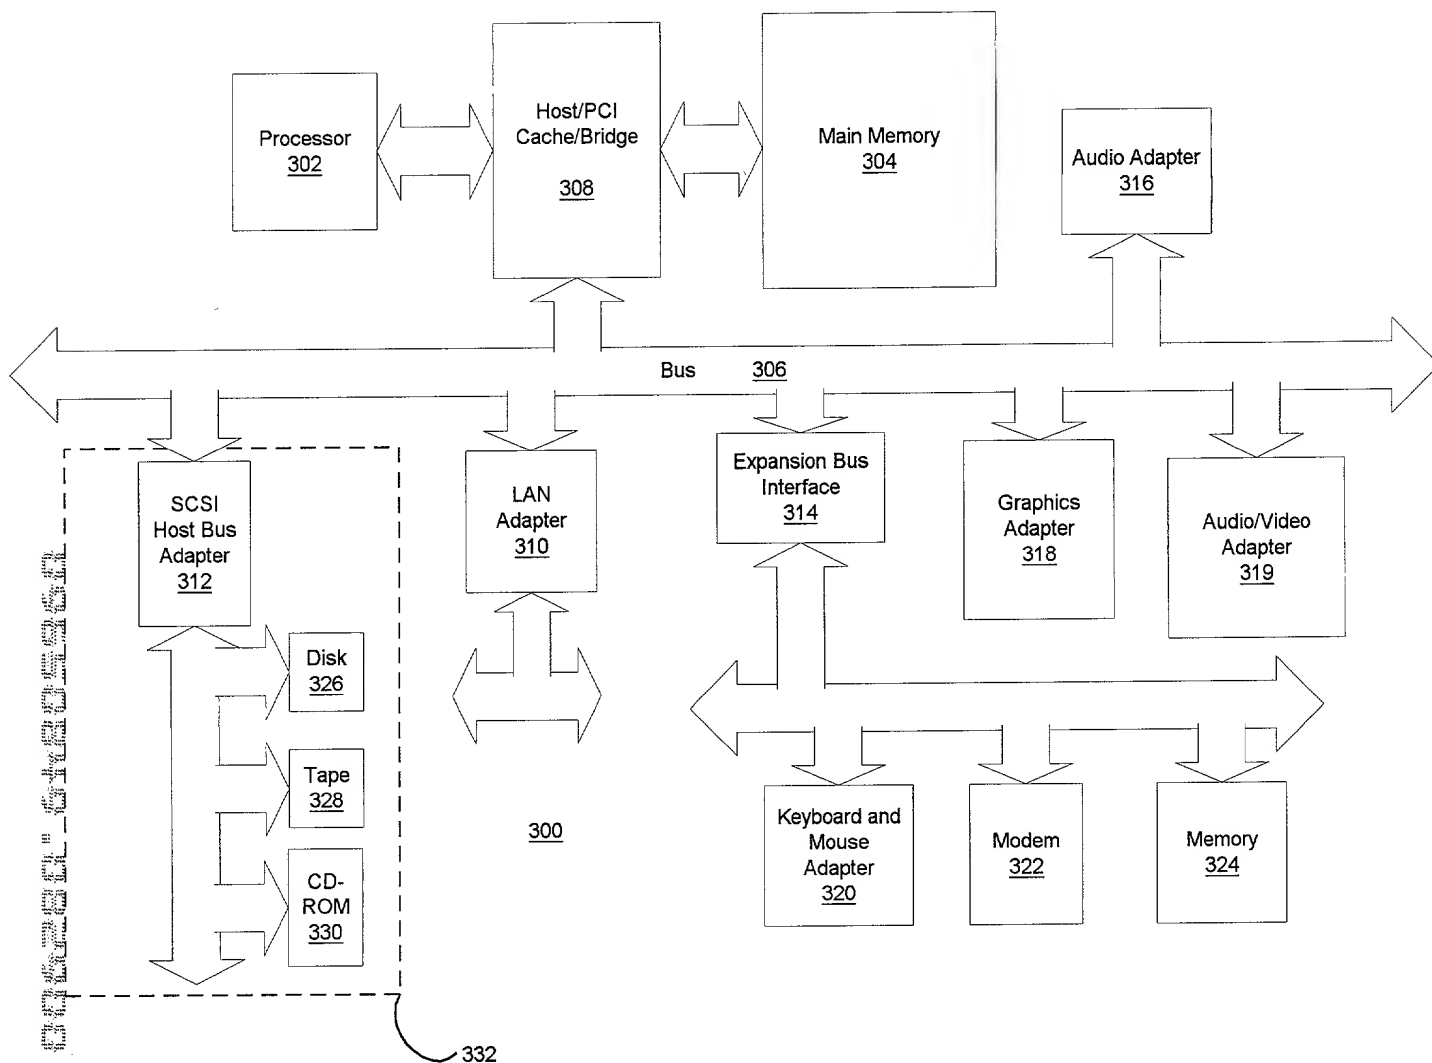 Processor
302
Host/PCI
Cache/Bridge
308
Main Memory
304
Audio Adapter
316
Bus 306
SCSI
Host Bus
Adapter
312
LAN
Adapter
310
Expansion Bus
Interface
314
Graphics
Adapter
318
Audio/Video
Adapter
319
Disk
326
Tape
328
CD-
ROM
330
300
Keyboard and
Mouse
Adapter
320
Modem
322
Memory
324
332